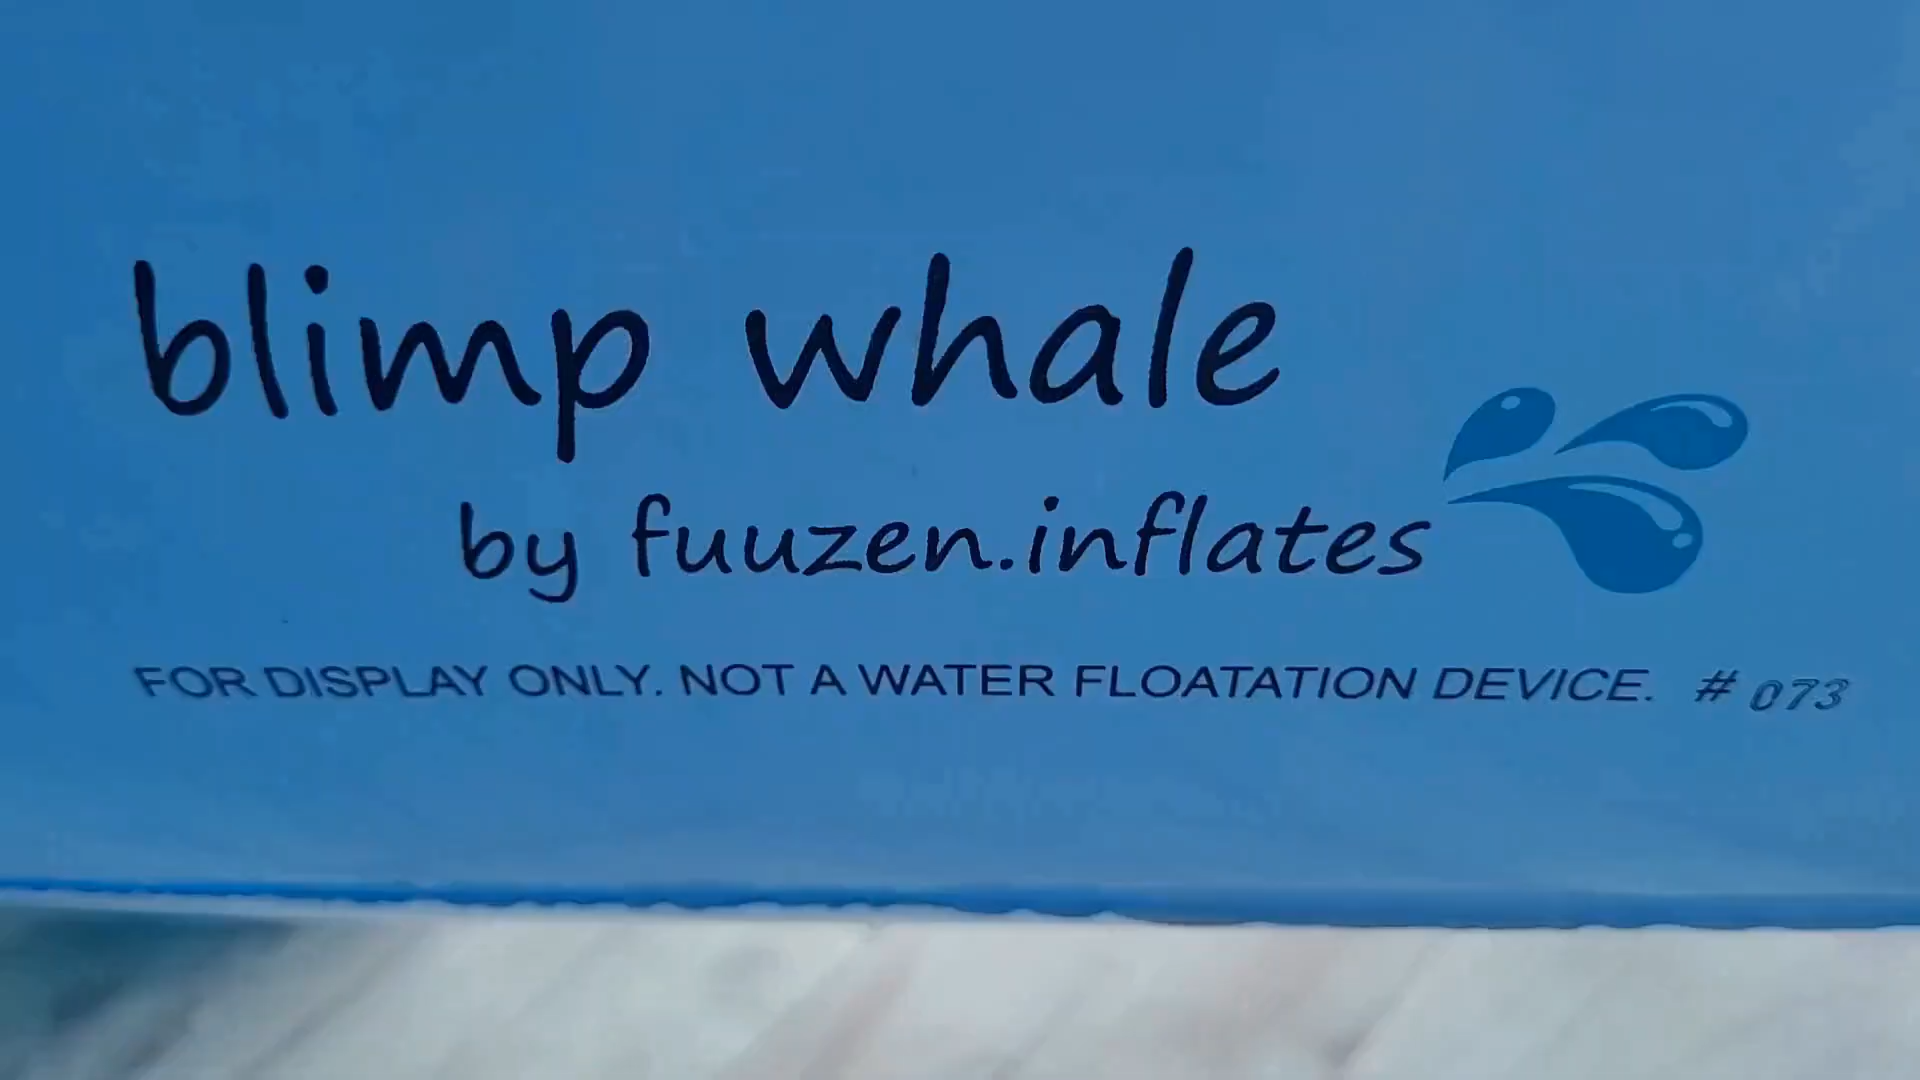 blimp whale
by fuuzen.inflates
FOR DISPLAY ONLY. NOT A WATER FLOATATION DEVICE. # 073